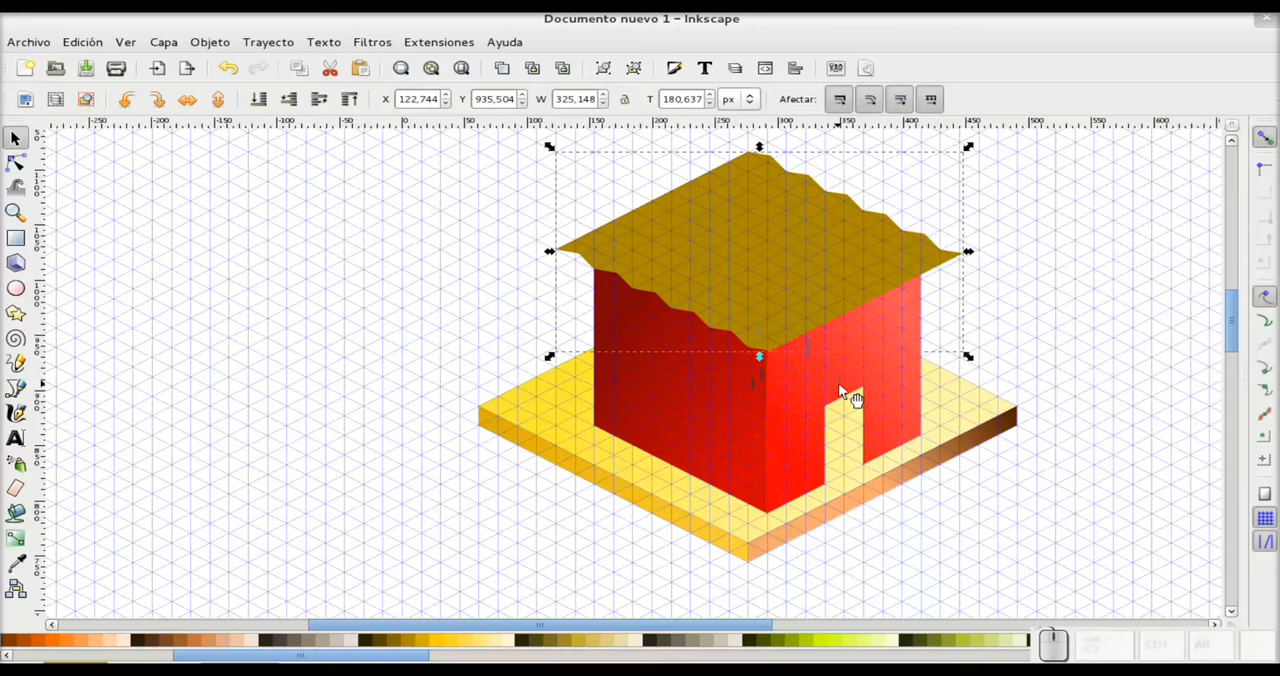 Documento nuevo 1 – Inkscape
Archivo Edición Ver Capa Objeto Trayecto Texto Filtros Extensiones Ayuda
X 122,744 Y 935,504 W 325,148 T 180,637 px Afectar:
-250 -200 -150 -100 -50 0 50 100 150 200 250 300 350 400 450 500 550 600
Ctrl Alt